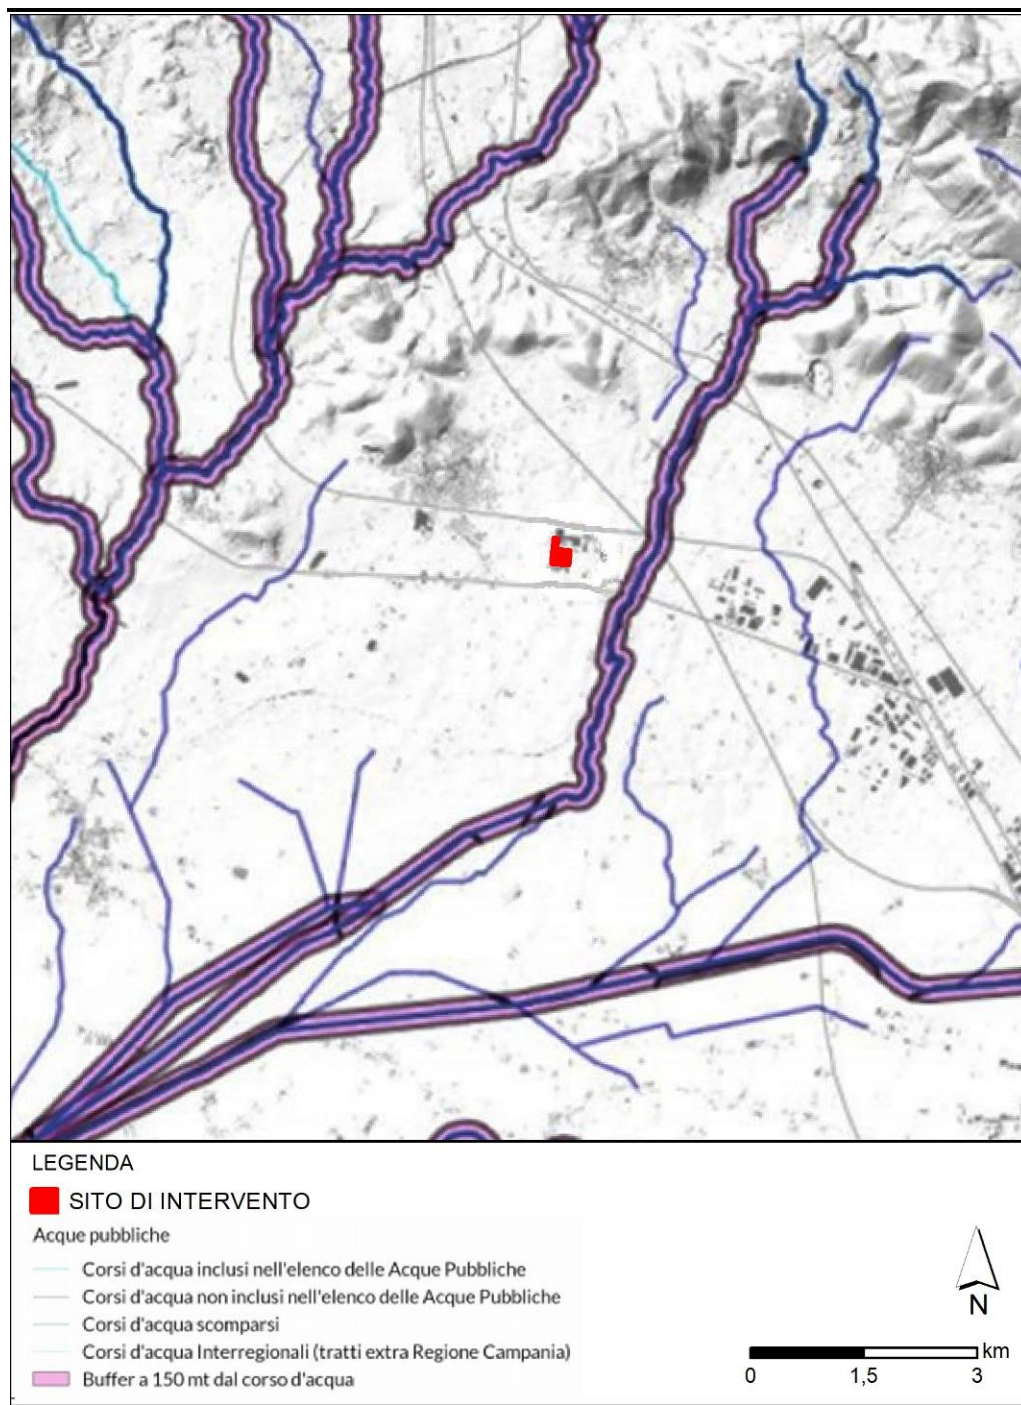 LEGENDA
SITO DI INTERVENTO
Acque pubbliche
Corsi d'acqua inclusi nell'elenco delle Acque Pubbliche
Corsi d'acqua non inclusi nell'elenco delle Acque Pubbliche
Corsi d'acqua scomparsi
Corsi d'acqua Interregionali (tratti extra Regione Campania)
Buffer a 150 mt dal corso d'acqua
N
km
0 1,5 3